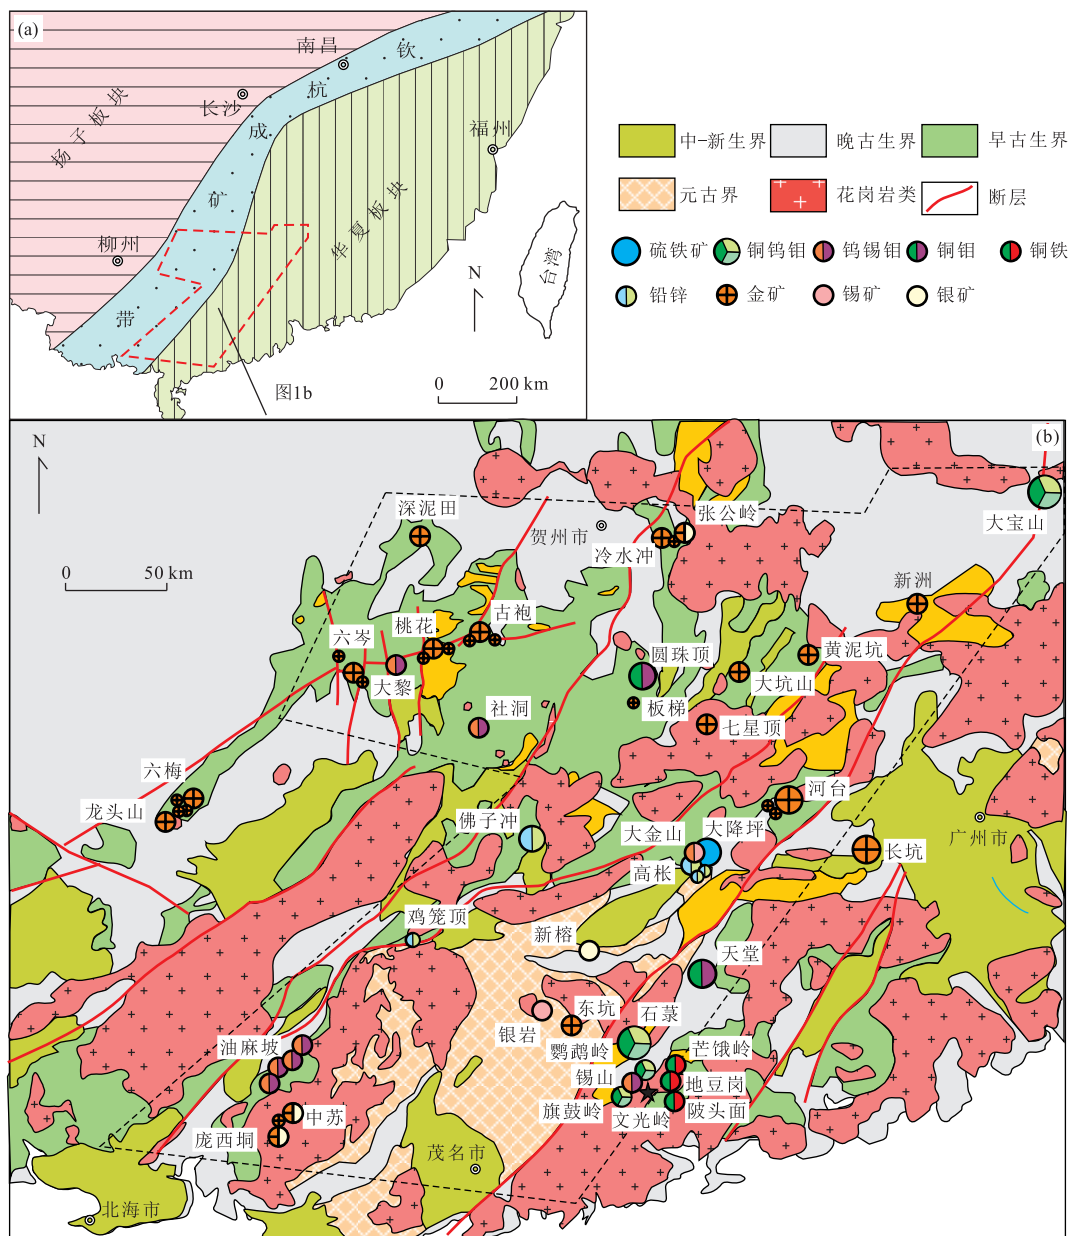 (a)
南昌
钦
杭
长沙
成
扬子板块
福州
矿
华夏板块
柳州
N
台湾
带
图1b
0 200 km
中-新生界 晚古生界 早古生界
元古界 花岗岩类 断层
硫铁矿 铜钨钼 钨锡钼 铜钼 铜铁
铅锌 金矿 锡矿 银矿
(b)
N
深泥田
张公岭
大宝山
贺州市
冷水冲
0 50 km
新洲
古袍
桃花
六岑
圆珠顶
黄泥坑
大黎
大坑山
社洞
板梯
七星顶
六梅
河台
龙头山
佛子冲
大金山
大降坪
广州市
长坑
高枨
鸡笼顶
新榕
天堂
银岩
东坑
石菉
油麻坡
鹦鹉岭
芒饿岭
锡山
地豆岗
旗鼓岭
文光岭
陂头面
中苏
庞西垌
茂名市
北海市